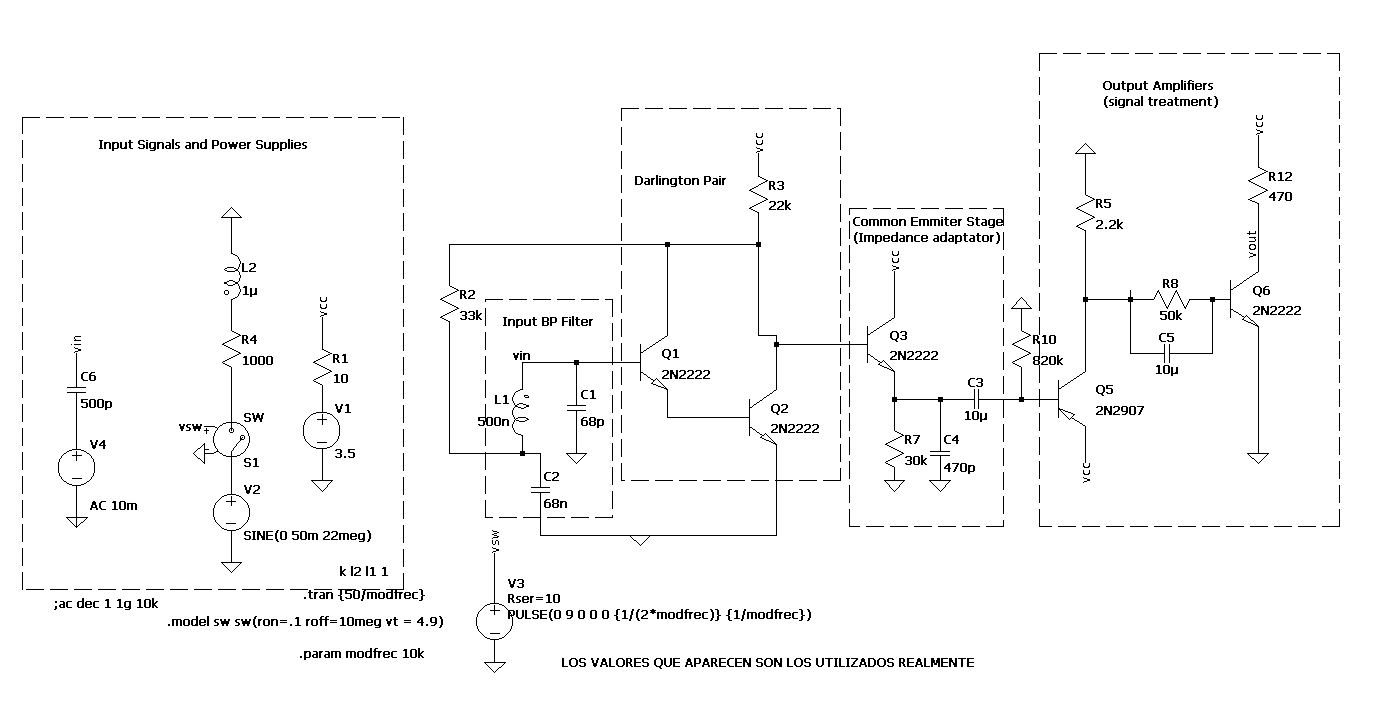 Input Signals and Power Supplies
L2
1µ
R4
1000
vcc
R1
10
V1
3.5
vin
C6
500p
V4
AC 10m
vsw
SW
S1
V2
SINE(0 50m 22meg)
k l2 l1 1
.tran {50/modfrec}
;ac dec 1 1g 10k
.model sw sw(ron=.1 roff=10meg vt = 4.9)
.param modfrec 10k
R2
33k
Input BP Filter
vin
L1
500n
C1
68p
C2
68n
Darlington Pair
vcc
R3
22k
Q1
2N2222
Q2
2N2222
Common Emmiter Stage
(Impedance adaptator)
vcc
Q3
2N2222
R7
30k
C4
470p
C3
10µ
R10
820k
Output Amplifiers
(signal treatment)
R5
2.2k
Q5
2N2907
vcc
R8
50k
C5
10µ
vcc
R12
470
vout
Q6
2N2222
vsw
V3
Rser=10
PULSE(0 9 0 0 0 {1/(2*modfrec)} {1/modfrec})
LOS VALORES QUE APARECEN SON LOS UTILIZADOS REALMENTE